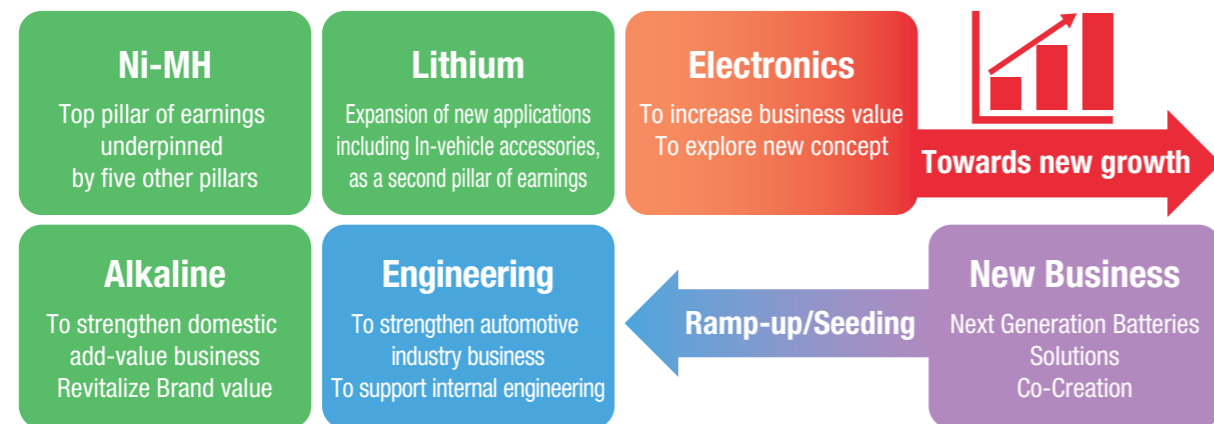 Ni-MH
Top pillar of earnings
underpinned
by five other pillars
Lithium
Expansion of new applications
including In-vehicle accessories,
as a second pillar of earnings
Electronics
To increase business value
To explore new concept
Towards new growth
Alkaline
To strengthen domestic
add-value business
Revitalize Brand value
Engineering
To strengthen automotive
industry business
To support internal engineering
Ramp-up/Seeding
New Business
Next Generation Batteries
Solutions
Co-Creation